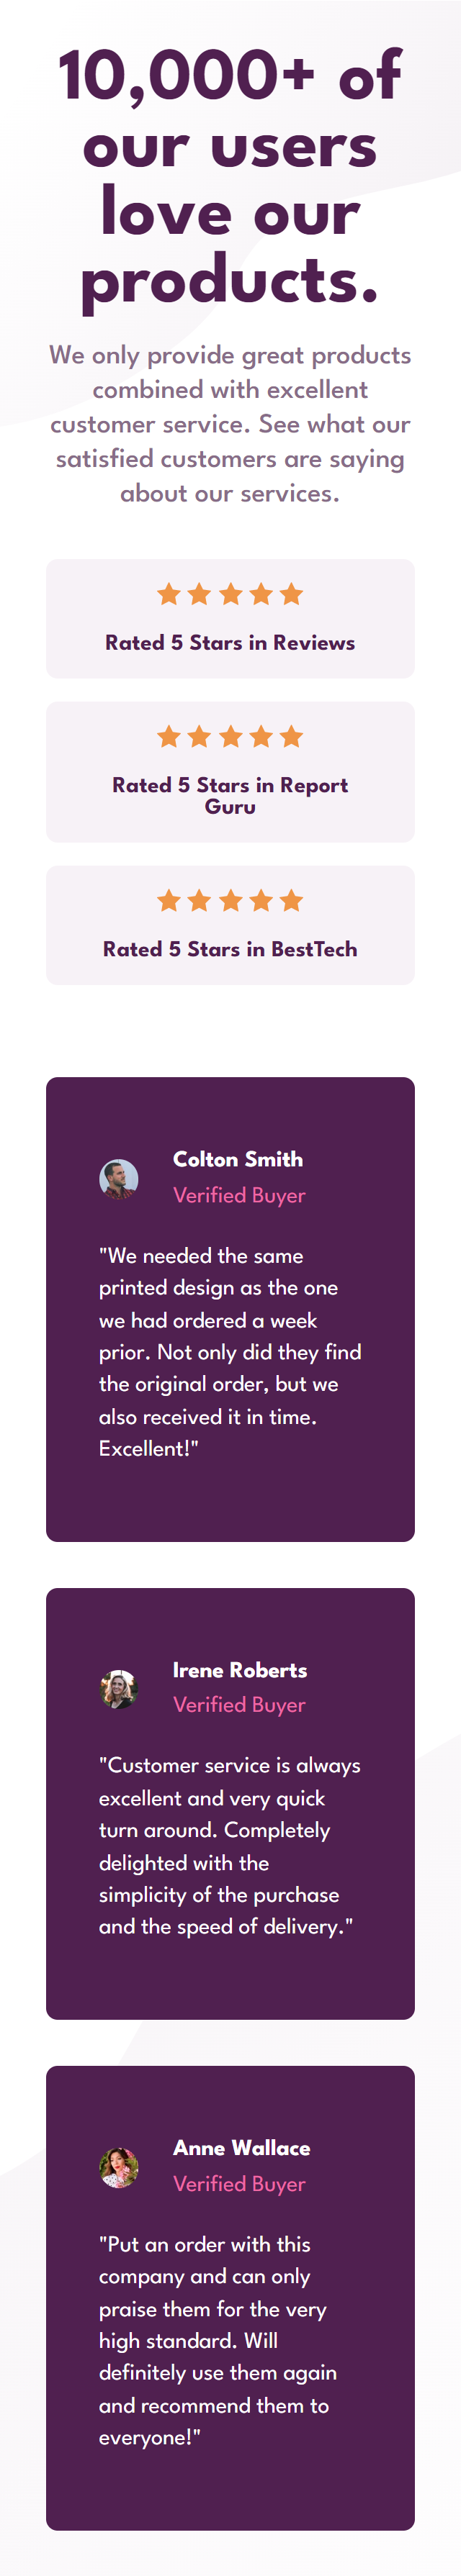 10,000+ of
our users
love our
products.
We only provide great products
combined with excellent
customer service. See what our
satisfied customers are saying
about our services.
Rated 5 Stars in Reviews
Rated 5 Stars in Report
Guru
Rated 5 Stars in BestTech
Colton Smith
Verified Buyer
"We needed the same
printed design as the one
we had ordered a week
prior. Not only did they find
the original order, but we
also received it in time.
Excellent!"
Irene Roberts
Verified Buyer
"Customer service is always
excellent and very quick
turn around. Completely
delighted with the
simplicity of the purchase
and the speed of delivery."
Anne Wallace
Verified Buyer
"Put an order with this
company and can only
praise them for the very
high standard. Will
definitely use them again
and recommend them to
everyone!"